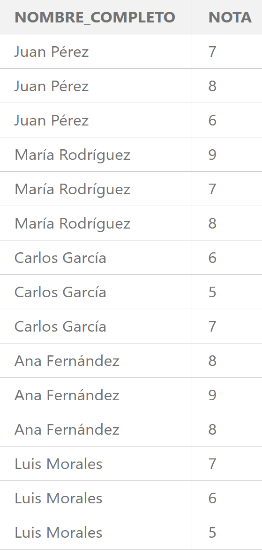 NOMBRE_COMPLETO NOTA
Juan Pérez 7
Juan Pérez 8
Juan Pérez 6
María Rodríguez 9
María Rodríguez 7
María Rodríguez 8
Carlos García 6
Carlos García 5
Carlos García 7
Ana Fernández 8
Ana Fernández 9
Ana Fernández 8
Luis Morales 7
Luis Morales 6
Luis Morales 5